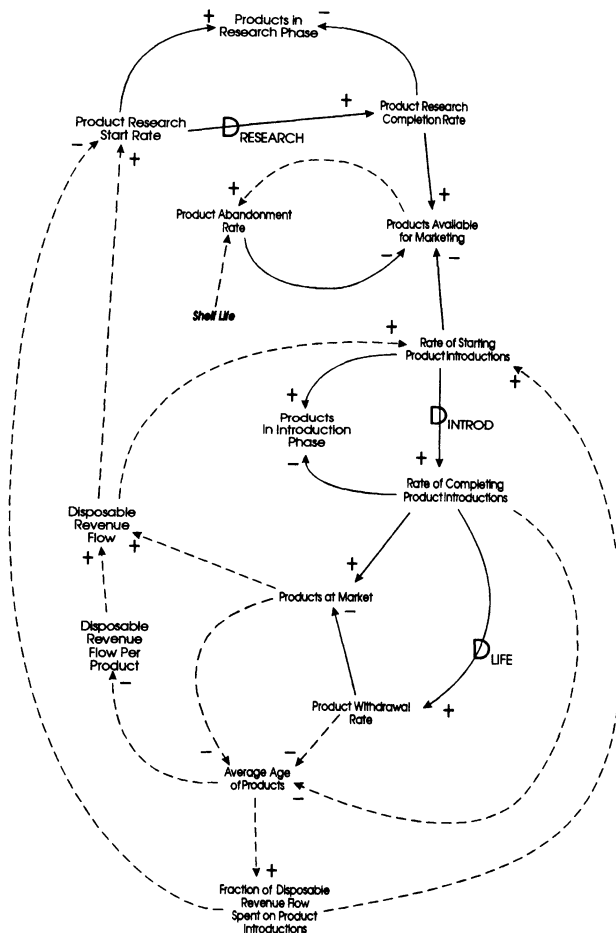 +
Products in
Research Phase
−
Product Research
Start Rate
−
+
D RESEARCH
+
Product Research
Completion Rate
+
Product Abandonment
Rate
+
Products Available
for Marketing
−
−
Shelf Life
+
Rate of Starting
Product Introductions
+
+
Products
in Introduction
Phase
−
D INTROD
+
Rate of Completing
Product Introductions
Disposable
Revenue
Flow
+
+
+
Products at Market
−
Disposable
Revenue
Flow Per
Product
−
D LIFE
Product Withdrawal
Rate
+
−
−
Average Age
of Products
−
+
Fraction of Disposable
Revenue Flow
Spent on Product
Introductions